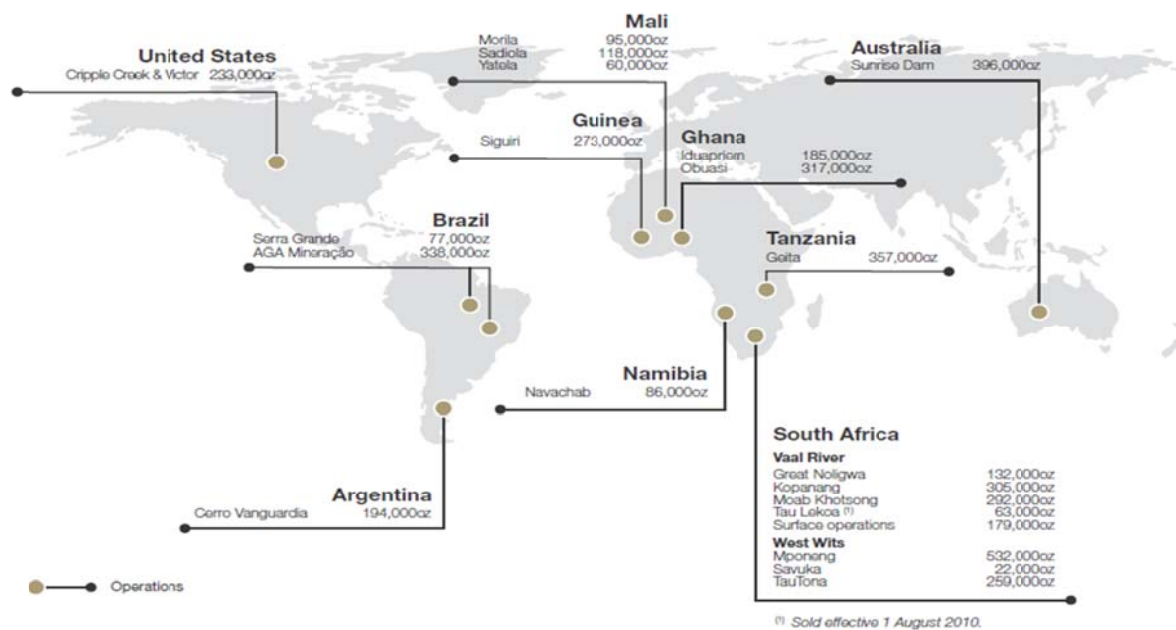 Mali
Morila 95,000oz
Sadiola 118,000oz
Yatela 60,000oz
United States
Cripple Creek & Victor 233,000oz
Australia
Sunrise Dam 396,000oz
Guinea
Siguiri 273,000oz
Ghana
Iduapriem 185,000oz
Obuasi 317,000oz
Brazil
Serra Grande 77,000oz
AGA Mineração 338,000oz
Tanzania
Geita 357,000oz
Namibia
Navachab 86,000oz
Argentina
Cerro Vanguardia 194,000oz
South Africa
Vaal River
Great Noligwa 132,000oz
Kopanang 305,000oz
Moab Khotsong 292,000oz
Tau Lekoa (1) 63,000oz
Surface operations 179,000oz
West Wits
Mponeng 532,000oz
Savuka 22,000oz
TauTona 259,000oz
Operations
(1) Sold effective 1 August 2010.